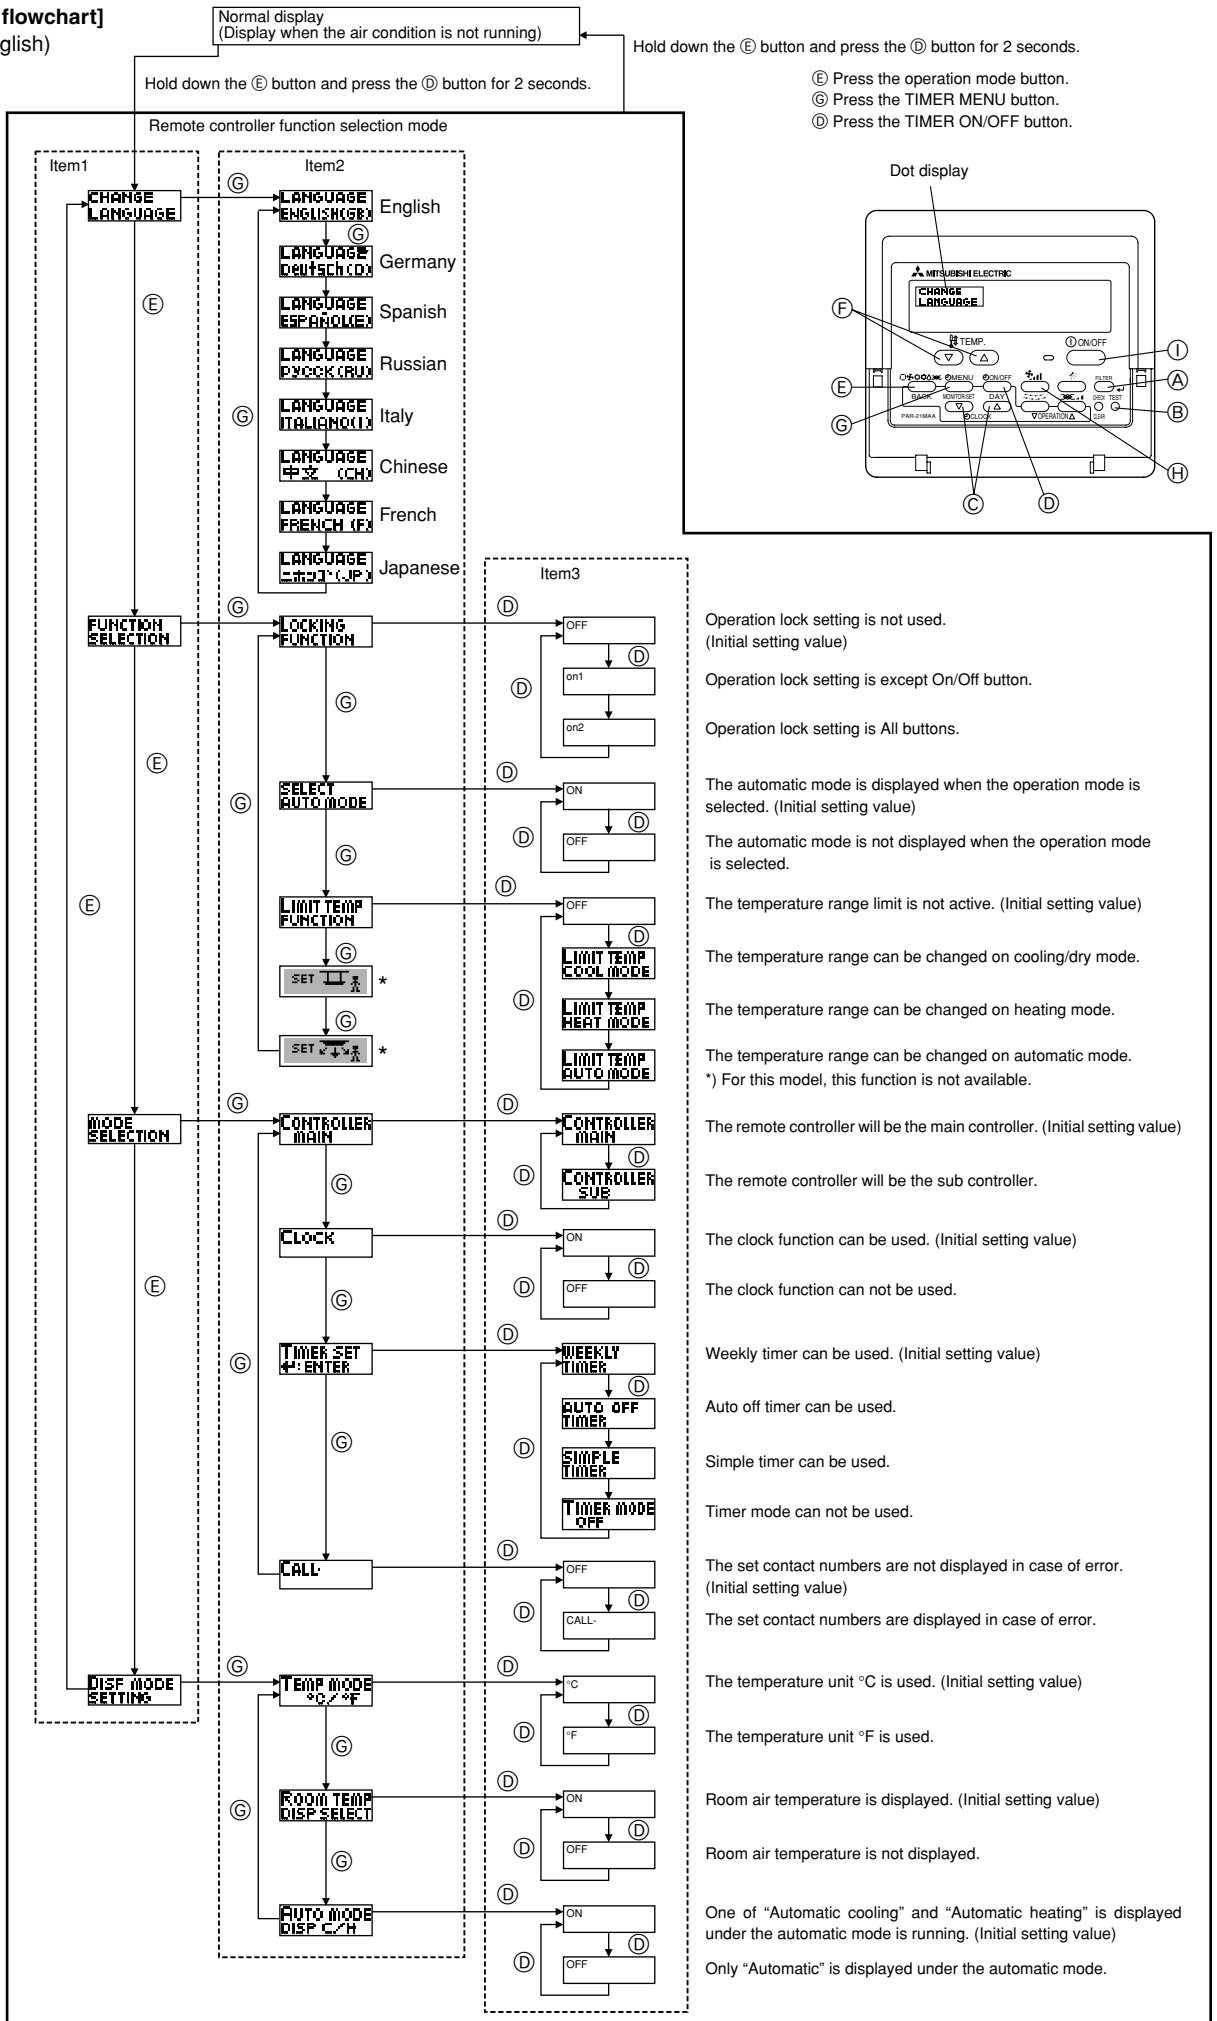 flowchart]
glish)
Normal display
(Display when the air condition is not running)
Hold down the Ⓔ button and press the Ⓓ button for 2 seconds.
Hold down the Ⓔ button and press the Ⓓ button for 2 seconds.
Ⓔ Press the operation mode button.
Ⓖ Press the TIMER MENU button.
Ⓓ Press the TIMER ON/OFF button.
Remote controller function selection mode
Item1
Item2
Dot display
CHANGE
LANGUAGE
Ⓖ
LANGUAGE
ENGLISH(GB)
English
Ⓖ
LANGUAGE
Deutsch(D)
Germany
LANGUAGE
ESPAÑOL(E)
Spanish
LANGUAGE
РУССК(RU)
Russian
LANGUAGE
ITALIANO(I)
Italy
LANGUAGE
中文 (CH)
Chinese
LANGUAGE
FRENCH (F)
French
LANGUAGE
ニホンゴ(JP)
Japanese
Ⓔ
Ⓖ
MITSUBISHI ELECTRIC
CHANGE
LANGUAGE
TEMP.
ON/OFF
MENU
ON/OFF
FILTER
BACK
MONITOR/SET
DAY
CHECK
TEST
PAR-21MAA
CLOCK
OPERATION
CLEAR
Ⓕ
Ⓔ
Ⓖ
Ⓘ
Ⓐ
Ⓑ
Ⓗ
Ⓒ
Ⓓ
Item3
FUNCTION
SELECTION
Ⓖ
LOCKING
FUNCTION
Ⓓ
OFF
Operation lock setting is not used.
(Initial setting value)
Ⓓ
on1
Operation lock setting is except On/Off button.
Ⓓ
Ⓖ
on2
Operation lock setting is All buttons.
Ⓔ
Ⓖ
SELECT
AUTO MODE
Ⓓ
ON
The automatic mode is displayed when the operation mode is
selected. (Initial setting value)
Ⓓ
Ⓓ
OFF
The automatic mode is not displayed when the operation mode
is selected.
Ⓖ
Ⓔ
LIMIT TEMP
FUNCTION
Ⓓ
OFF
The temperature range limit is not active. (Initial setting value)
Ⓓ
Ⓖ
LIMIT TEMP
COOL MODE
The temperature range can be changed on cooling/dry mode.
SET
*
Ⓓ
LIMIT TEMP
HEAT MODE
The temperature range can be changed on heating mode.
Ⓖ
SET
*
LIMIT TEMP
AUTO MODE
The temperature range can be changed on automatic mode.
*) For this model, this function is not available.
MODE
SELECTION
Ⓖ
CONTROLLER
MAIN
Ⓓ
CONTROLLER
MAIN
The remote controller will be the main controller. (Initial setting value)
Ⓓ
Ⓓ
Ⓖ
CONTROLLER
SUB
The remote controller will be the sub controller.
CLOCK
Ⓓ
ON
The clock function can be used. (Initial setting value)
Ⓔ
Ⓓ
Ⓓ
OFF
The clock function can not be used.
Ⓖ
Ⓖ
TIMER SET
↵:ENTER
Ⓓ
WEEKLY
TIMER
Weekly timer can be used. (Initial setting value)
Ⓓ
AUTO OFF
TIMER
Auto off timer can be used.
Ⓖ
Ⓓ
SIMPLE
TIMER
Simple timer can be used.
TIMER MODE
OFF
Timer mode can not be used.
CALL-
Ⓓ
OFF
The set contact numbers are not displayed in case of error.
(Initial setting value)
Ⓓ
Ⓓ
CALL-
The set contact numbers are displayed in case of error.
DISP MODE
SETTING
Ⓖ
TEMP MODE
°C/°F
Ⓓ
°C
The temperature unit °C is used. (Initial setting value)
Ⓓ
Ⓓ
°F
The temperature unit °F is used.
Ⓖ
Ⓖ
ROOM TEMP
DISP SELECT
Ⓓ
ON
Room air temperature is displayed. (Initial setting value)
Ⓓ
Ⓓ
OFF
Room air temperature is not displayed.
Ⓖ
AUTO MODE
DISP C/H
Ⓓ
ON
One of “Automatic cooling” and “Automatic heating” is displayed
under the automatic mode is running. (Initial setting value)
Ⓓ
Ⓓ
OFF
Only “Automatic” is displayed under the automatic mode.